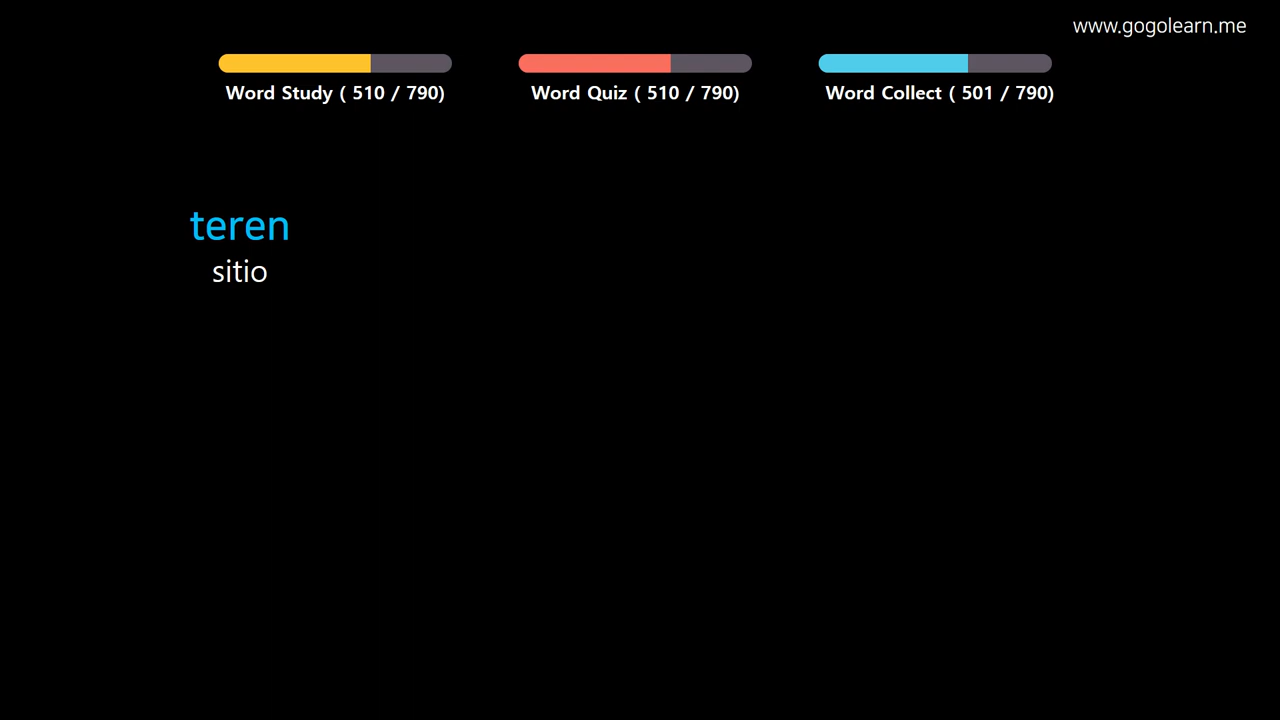 www.gogolearn.me
Word Study ( 510 / 790)
Word Quiz ( 510 / 790)
Word Collect ( 501 / 790)
teren
sitio